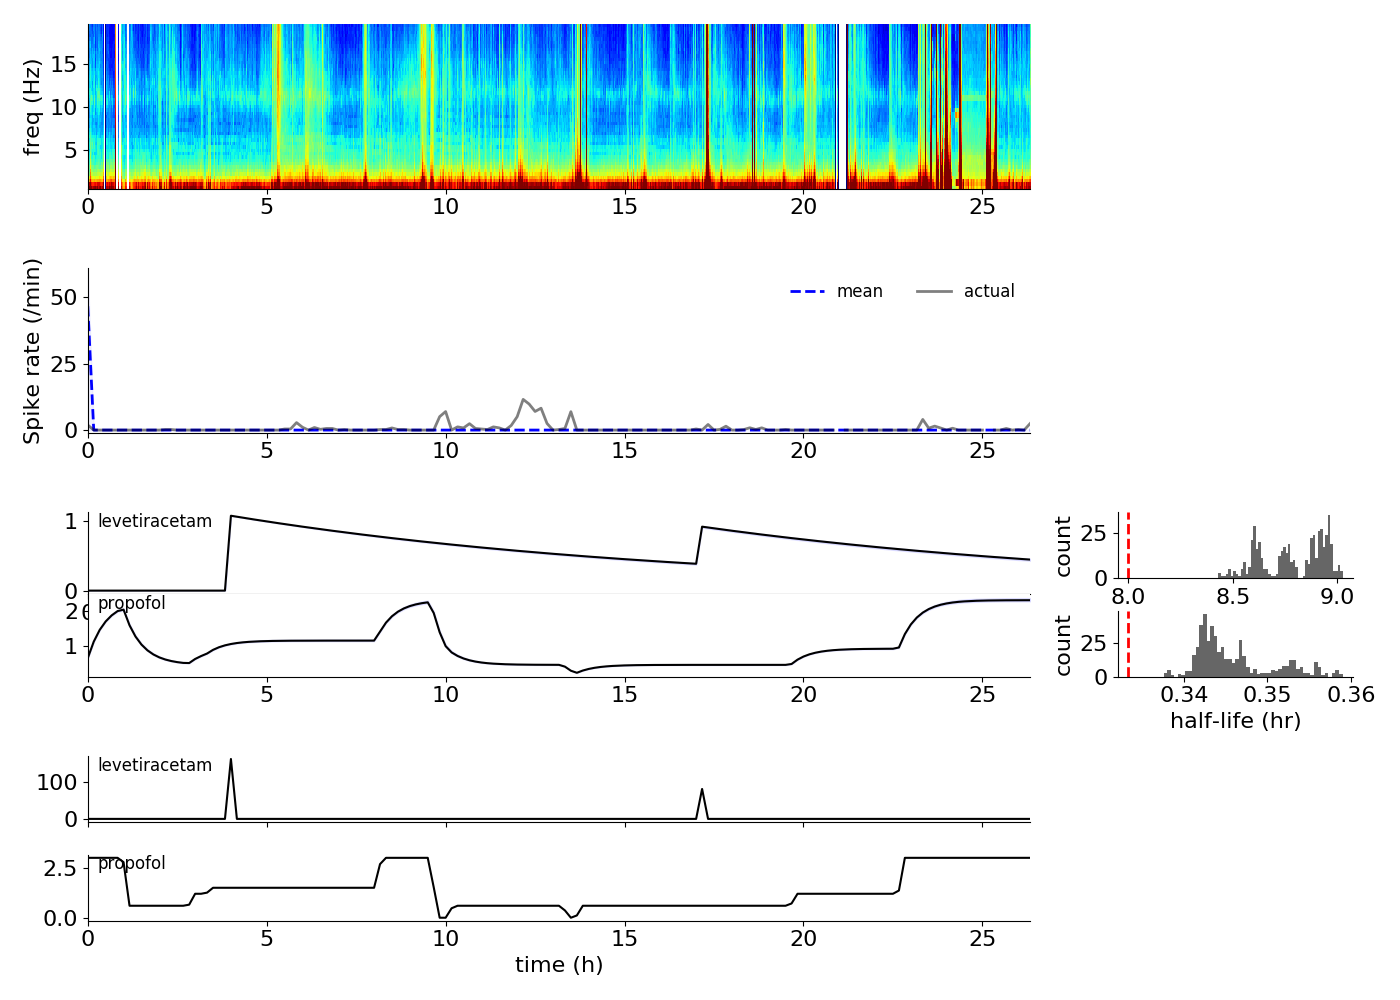 freq (Hz)
15
10
5
0 5 10 15 20 25
Spike rate (/min)
50
25
0
mean actual
0 5 10 15 20 25
levetiracetam
1
0
count
25
0
8.0 8.5 9.0
propofol
2
1
0 5 10 15 20 25
count
25
0
0.34 0.35 0.36
half-life (hr)
levetiracetam
100
0
propofol
2.5
0.0
0 5 10 15 20 25
time (h)